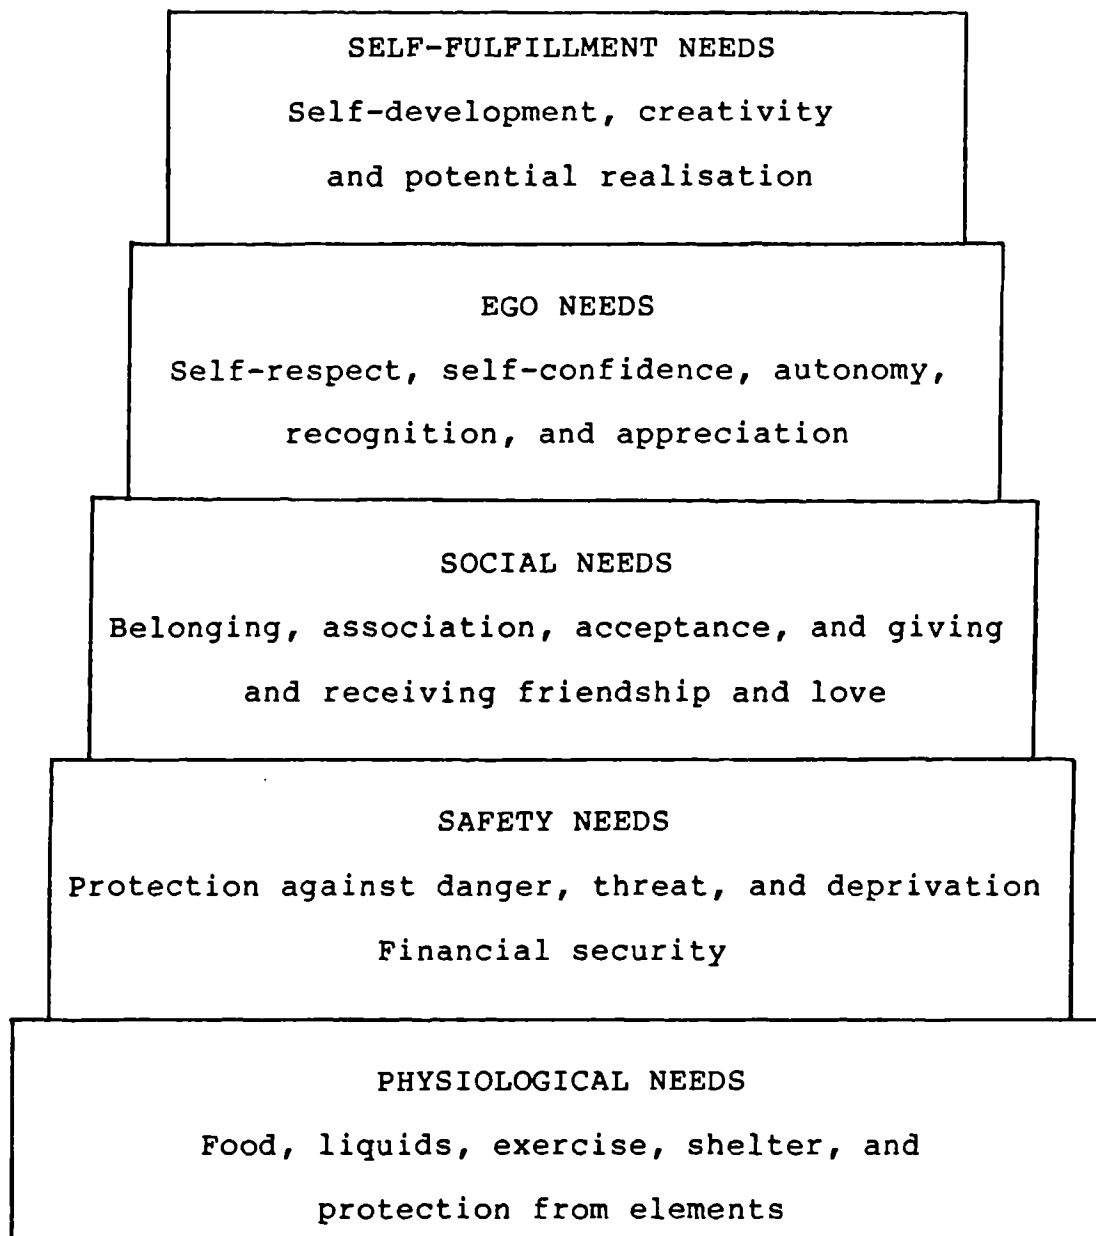 SELF-FULFILLMENT NEEDS
Self-development, creativity
and potential realisation
EGO NEEDS
Self-respect, self-confidence, autonomy,
recognition, and appreciation
SOCIAL NEEDS
Belonging, association, acceptance, and giving
and receiving friendship and love
SAFETY NEEDS
Protection against danger, threat, and deprivation
Financial security
PHYSIOLOGICAL NEEDS
Food, liquids, exercise, shelter, and
protection from elements